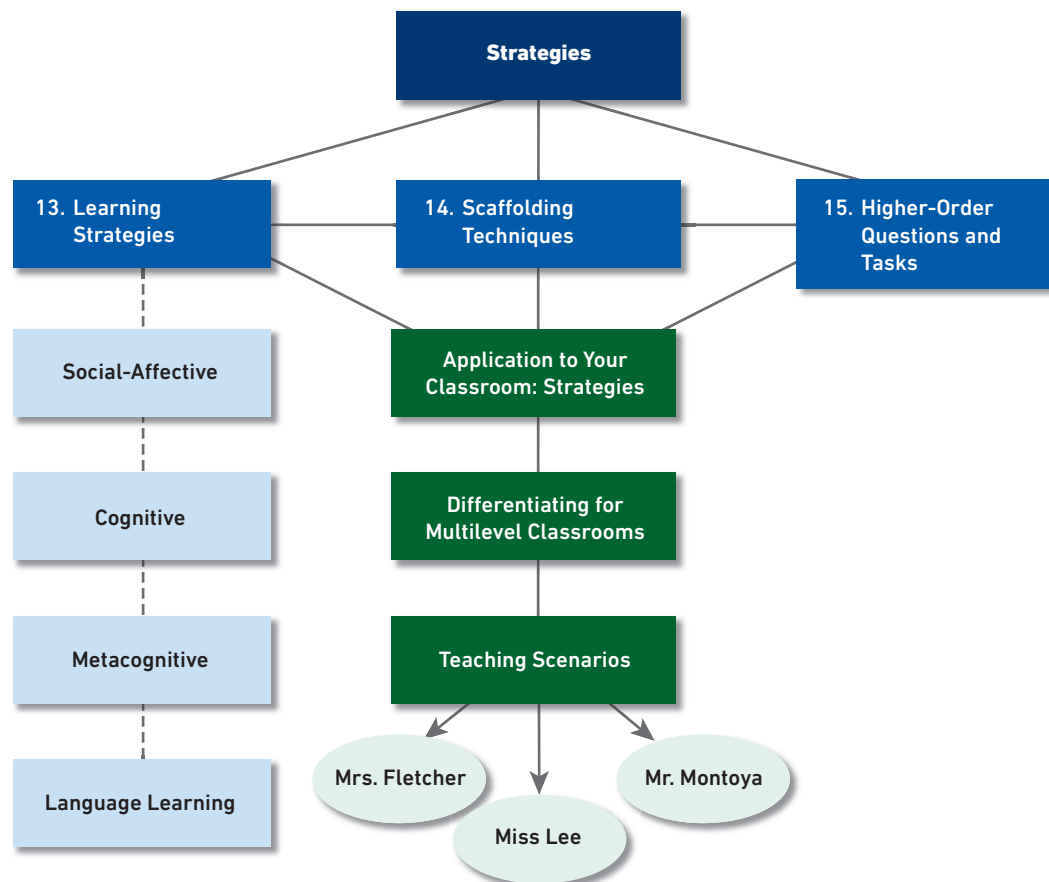 Strategies
13. Learning
Strategies
14. Scaffolding
Techniques
15. Higher-Order
Questions and
Tasks
Social-Affective
Application to Your
Classroom: Strategies
Cognitive
Differentiating for
Multilevel Classrooms
Metacognitive
Teaching Scenarios
Mrs. Fletcher
Mr. Montoya
Language Learning
Miss Lee